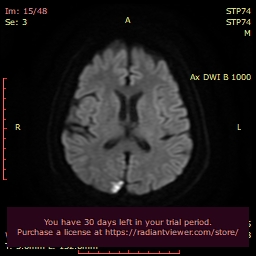 Im: 15/48
Se: 3
STP74
STP74
M
A
Ax DWI B 1000
R
L
You have 30 days left in your trial period.
Purchase a license at https://radiantviewer.com/store/